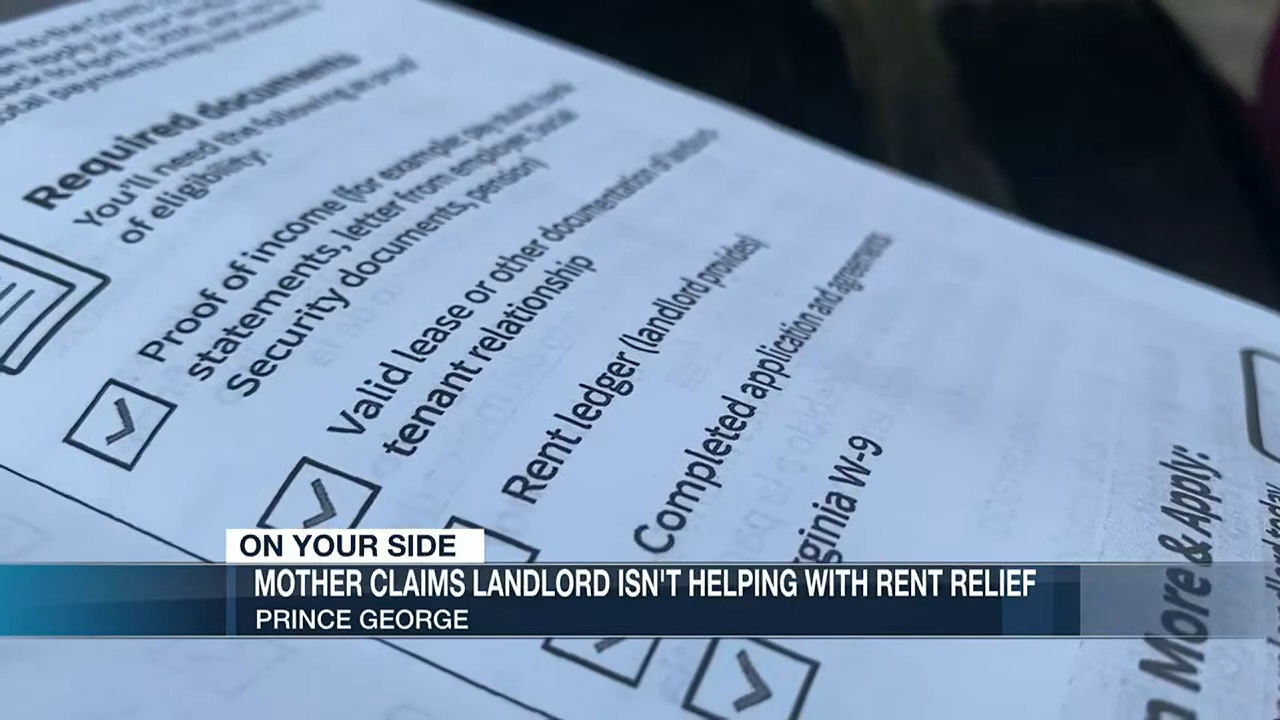 Required documents
You'll need the following as proof
of eligibility:
Proof of income (for example: pay stubs, bank
statements, letter from employer, Social
Security documents, pension)
Valid lease or other documentation of landlord-
tenant relationship
Rent ledger (landlord provides)
Completed application and agreements
rginia W-9
More & Apply:
ON YOUR SIDE
MOTHER CLAIMS LANDLORD ISN'T HELPING WITH RENT RELIEF
PRINCE GEORGE